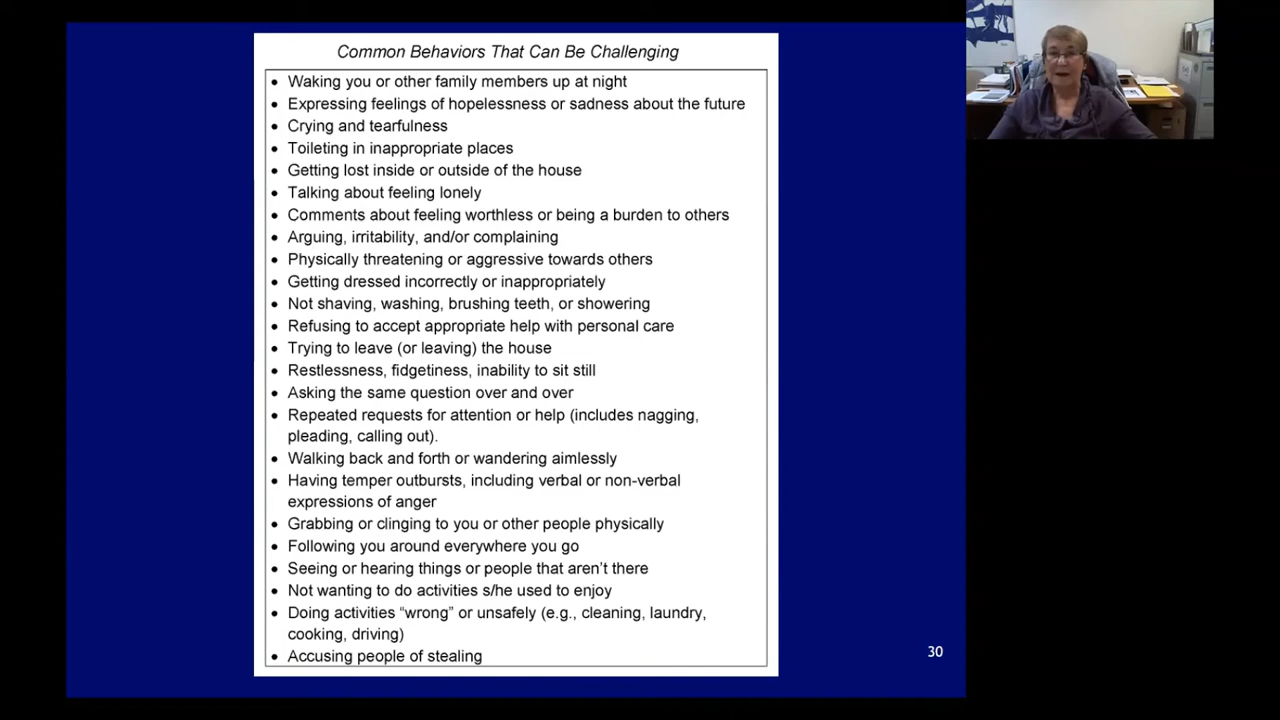 Common Behaviors That Can Be Challenging
• Waking you or other family members up at night
• Expressing feelings of hopelessness or sadness about the future
• Crying and tearfulness
• Toileting in inappropriate places
• Getting lost inside or outside of the house
• Talking about feeling lonely
• Comments about feeling worthless or being a burden to others
• Arguing, irritability, and/or complaining
• Physically threatening or aggressive towards others
• Getting dressed incorrectly or inappropriately
• Not shaving, washing, brushing teeth, or showering
• Refusing to accept appropriate help with personal care
• Trying to leave (or leaving) the house
• Restlessness, fidgetiness, inability to sit still
• Asking the same question over and over
• Repeated requests for attention or help (includes nagging,
pleading, calling out).
• Walking back and forth or wandering aimlessly
• Having temper outbursts, including verbal or non-verbal
expressions of anger
• Grabbing or clinging to you or other people physically
• Following you around everywhere you go
• Seeing or hearing things or people that aren’t there
• Not wanting to do activities s/he used to enjoy
• Doing activities “wrong” or unsafely (e.g., cleaning, laundry,
cooking, driving)
• Accusing people of stealing
30